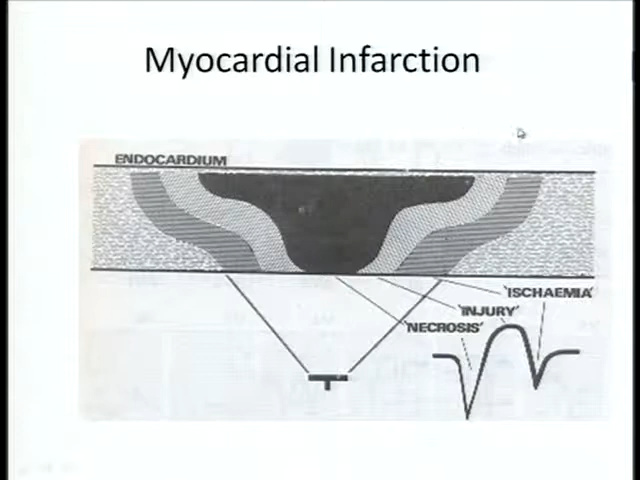 Myocardial Infarction
ENDOCARDIUM
'ISCHAEMIA'
'INJURY'
'NECROSIS'